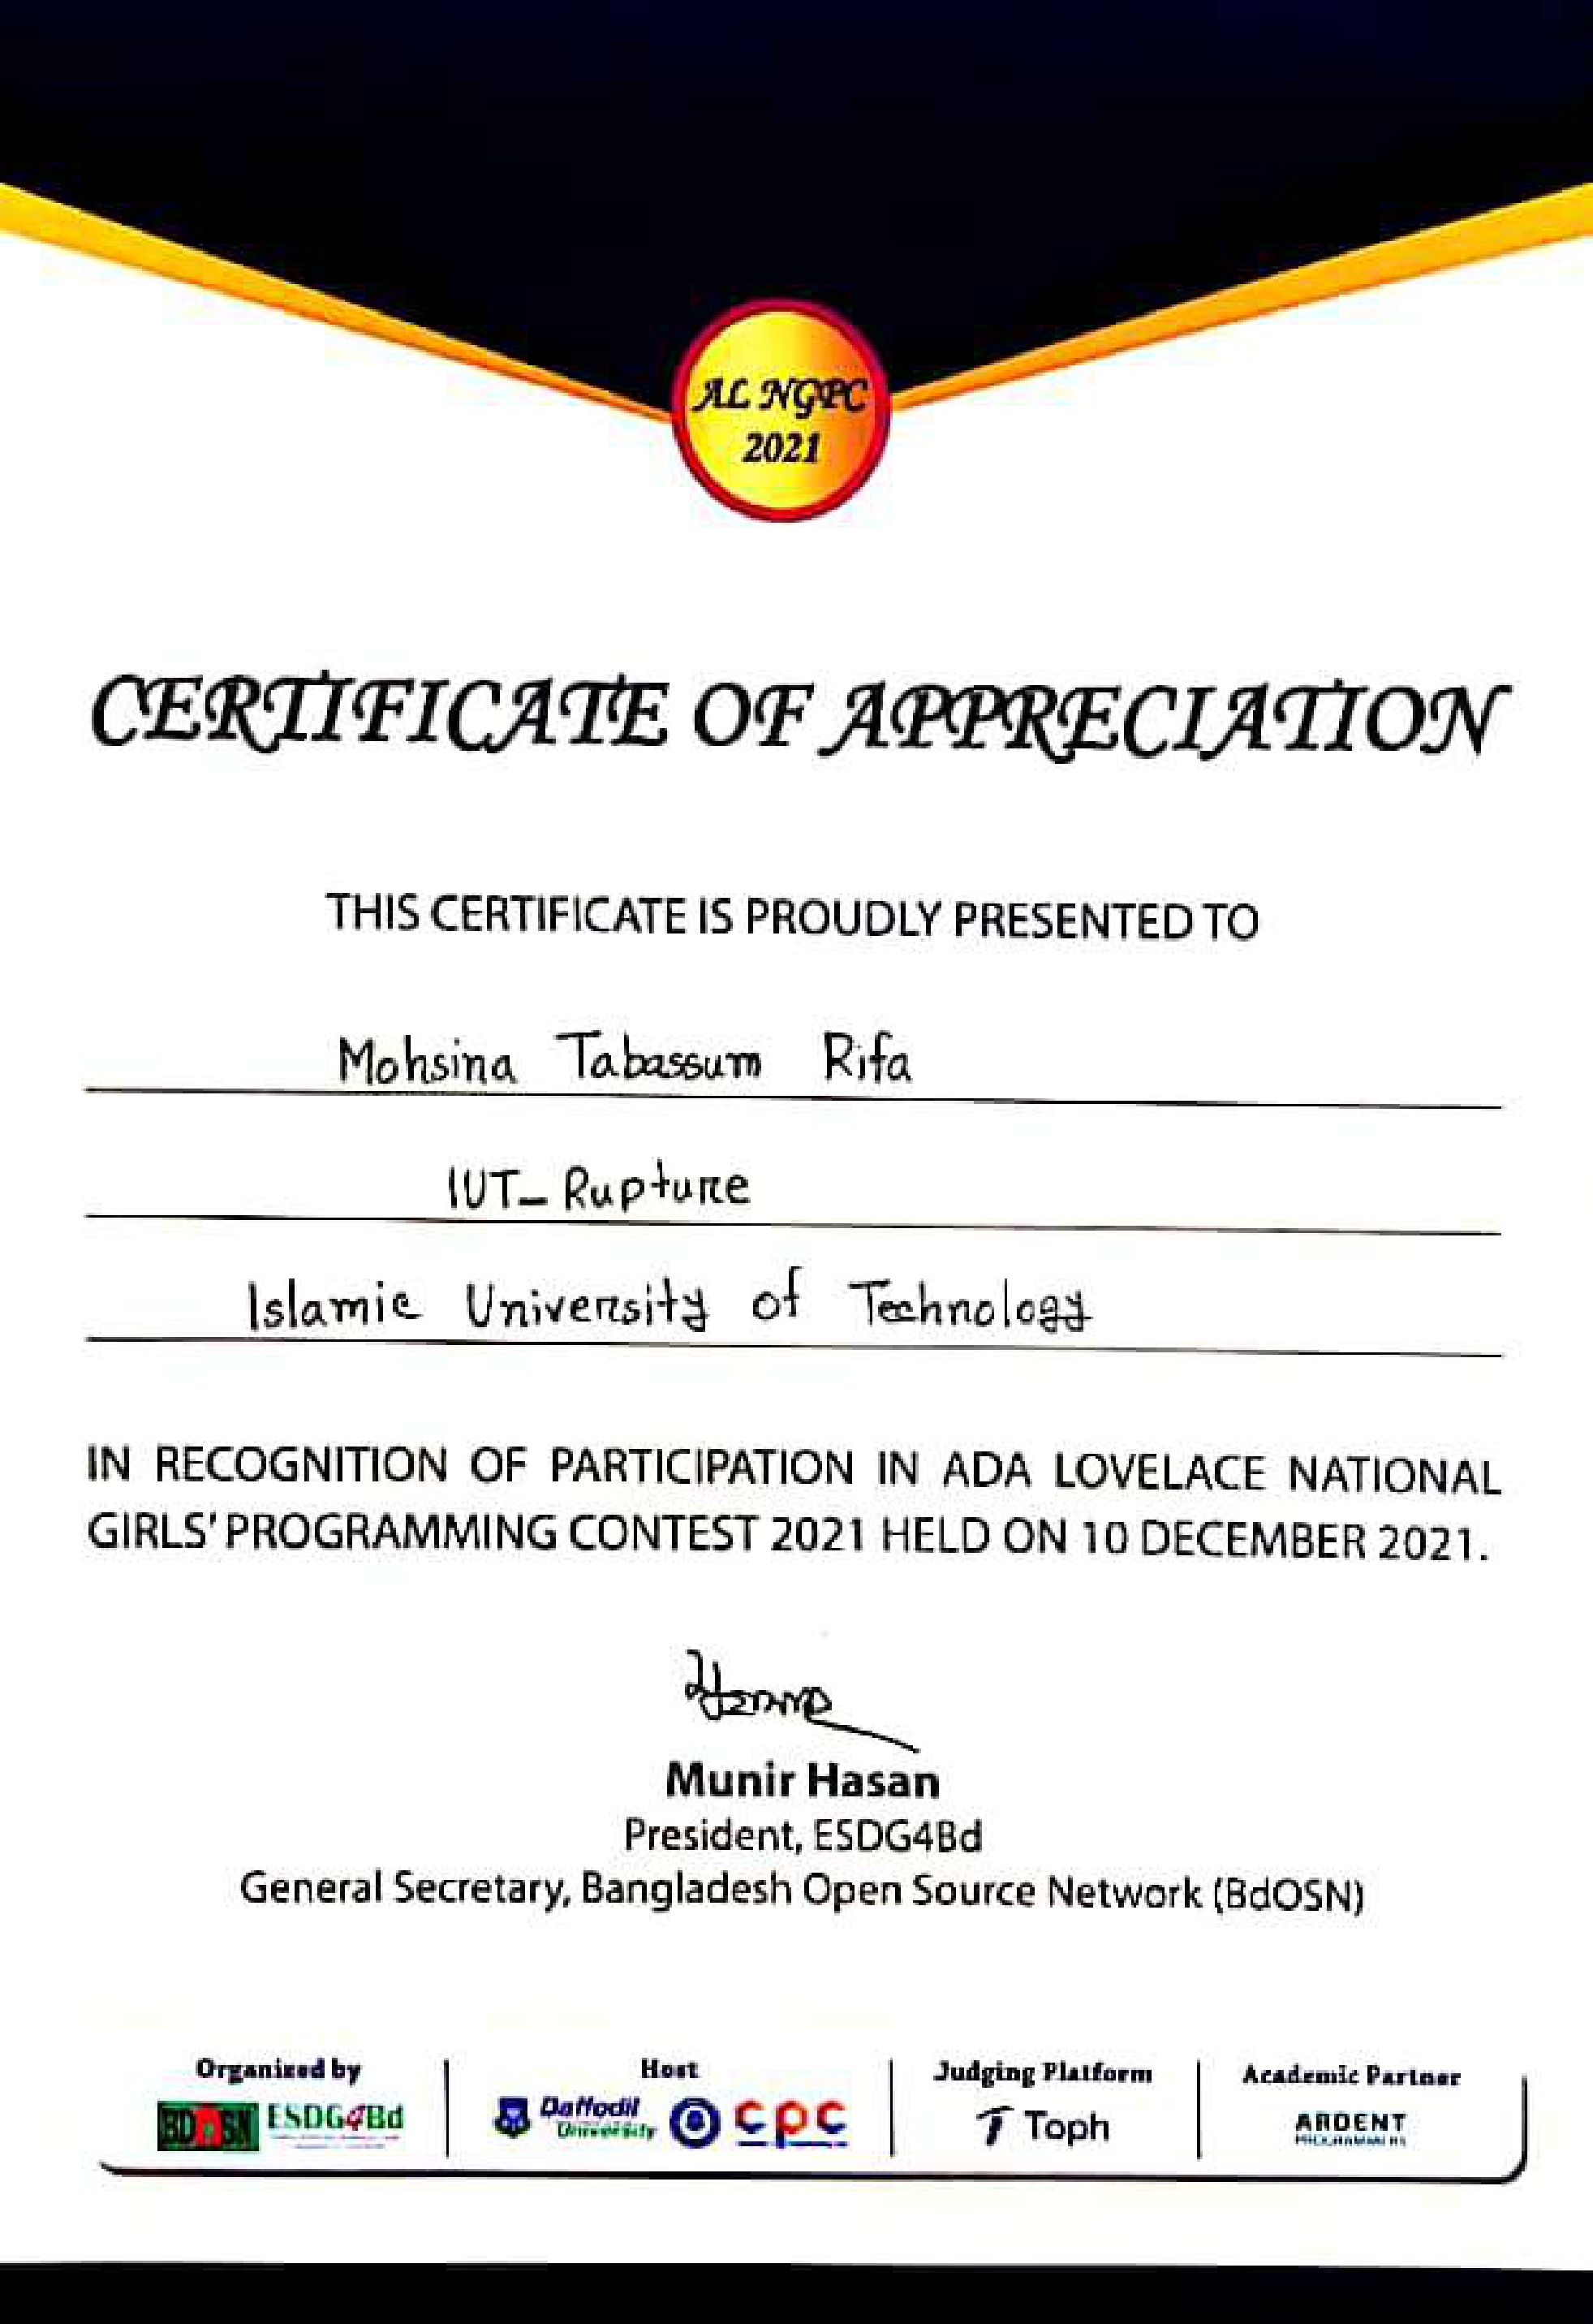 AL NGPC
2021
CERTIFICATE OF APPRECIATION
THIS CERTIFICATE IS PROUDLY PRESENTED TO
Mohsina Tabassum Rifa
IUT_Rupture
Islamic University of Technology
IN RECOGNITION OF PARTICIPATION IN ADA LOVELACE NATIONAL
GIRLS' PROGRAMMING CONTEST 2021 HELD ON 10 DECEMBER 2021.
Munir Hasan
President, ESDG4Bd
General Secretary, Bangladesh Open Source Network (BdOSN)
Organized by Host Judging Platform Academic Partner
BDOSN ESDG4Bd Daffodil University cpc Toph ARDENT PROGRAMMERS